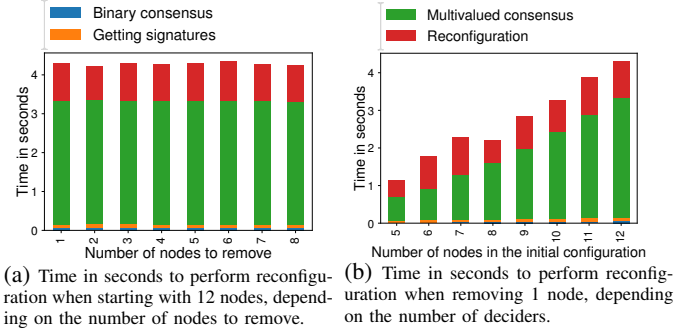 Binary consensus
Getting signatures
Multivalued consensus
Reconfiguration
Time in seconds
4
3
2
1
0
1 2 3 4 5 6 7 8
Number of nodes to remove
(a) Time in seconds to perform reconfigu-
ration when starting with 12 nodes, depend-
ing on the number of nodes to remove.
Time in seconds
4
3
2
1
0
5 6 7 8 9 10 11 12
Number of nodes in the initial configuration
(b) Time in seconds to perform reconfig-
uration when removing 1 node, depending
on the number of deciders.